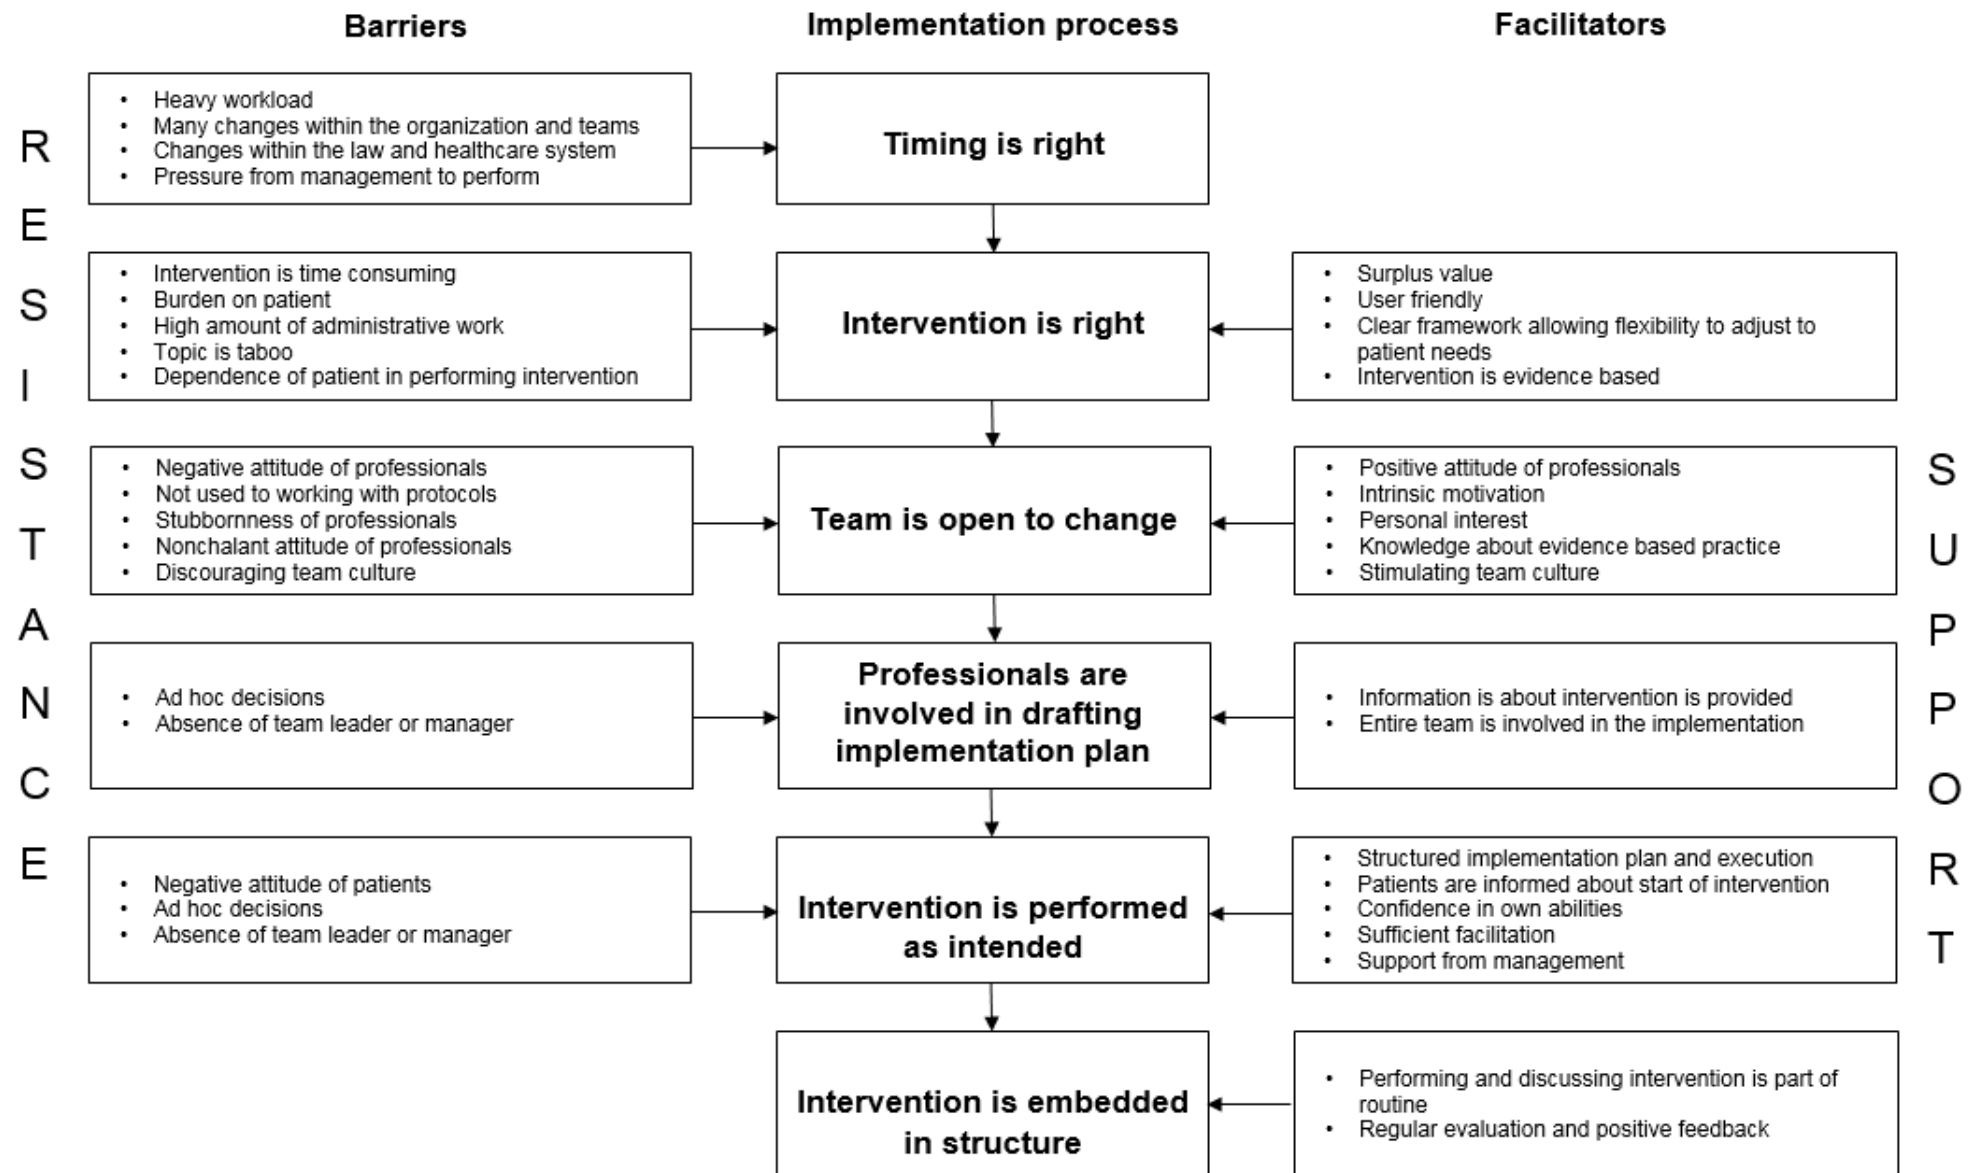 Barriers
Implementation process
Facilitators
RESISTANCE
• Heavy workload
• Many changes within the organization and teams
• Changes within the law and healthcare system
• Pressure from management to perform
Timing is right
• Intervention is time consuming
• Burden on patient
• High amount of administrative work
• Topic is taboo
• Dependence of patient in performing intervention
Intervention is right
• Surplus value
• User friendly
• Clear framework allowing flexibility to adjust to
patient needs
• Intervention is evidence based
• Negative attitude of professionals
• Not used to working with protocols
• Stubbornness of professionals
• Nonchalant attitude of professionals
• Discouraging team culture
Team is open to change
• Positive attitude of professionals
• Intrinsic motivation
• Personal interest
• Knowledge about evidence based practice
• Stimulating team culture
• Ad hoc decisions
• Absence of team leader or manager
Professionals are
involved in drafting
implementation plan
• Information is about intervention is provided
• Entire team is involved in the implementation
• Negative attitude of patients
• Ad hoc decisions
• Absence of team leader or manager
Intervention is performed
as intended
• Structured implementation plan and execution
• Patients are informed about start of intervention
• Confidence in own abilities
• Sufficient facilitation
• Support from management
Intervention is embedded
in structure
• Performing and discussing intervention is part of
routine
• Regular evaluation and positive feedback
SUPPORT